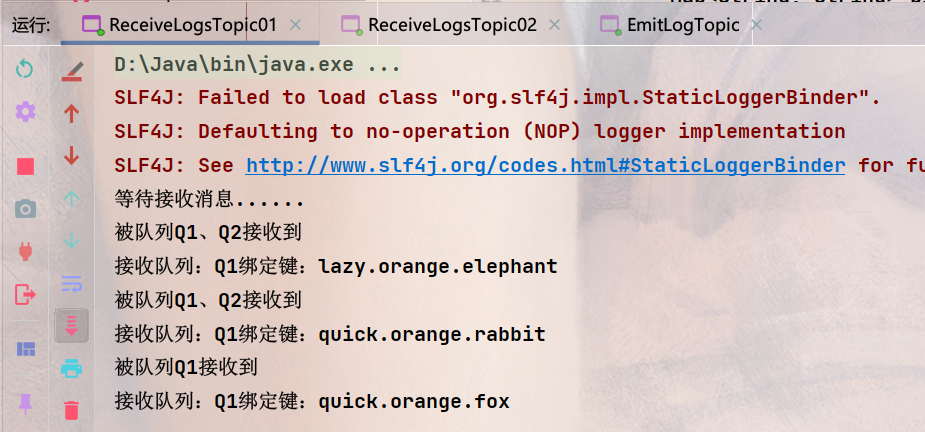 运行:
ReceiveLogsTopic01
ReceiveLogsTopic02
EmitLogTopic
D:\Java\bin\java.exe ...
SLF4J: Failed to load class "org.slf4j.impl.StaticLoggerBinder".
SLF4J: Defaulting to no-operation (NOP) logger implementation
SLF4J: See http://www.slf4j.org/codes.html#StaticLoggerBinder for fu
等待接收消息......
被队列Q1、Q2接收到
接收队列：Q1绑定键：lazy.orange.elephant
被队列Q1、Q2接收到
接收队列：Q1绑定键：quick.orange.rabbit
被队列Q1接收到
接收队列：Q1绑定键：quick.orange.fox